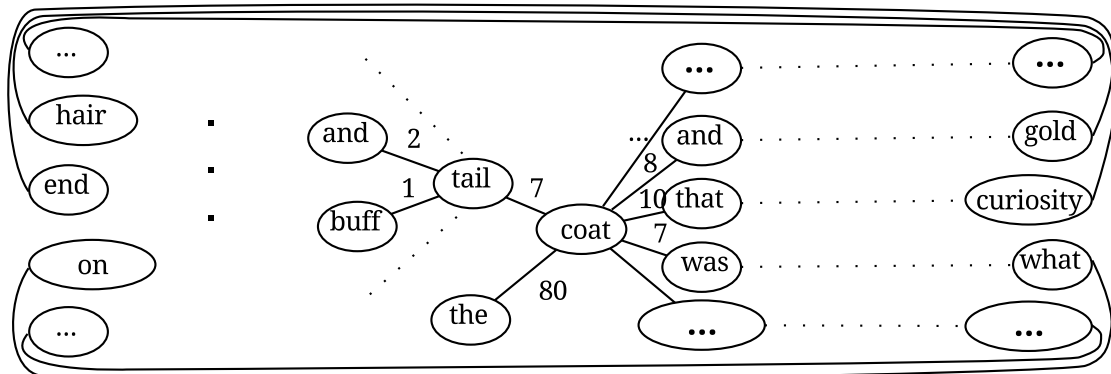 ...
hair
end
on
...
and
buff
2
1
tail
7
the
80
coat
...
8
10
7
...
and
that
was
...
...
gold
curiosity
what
...